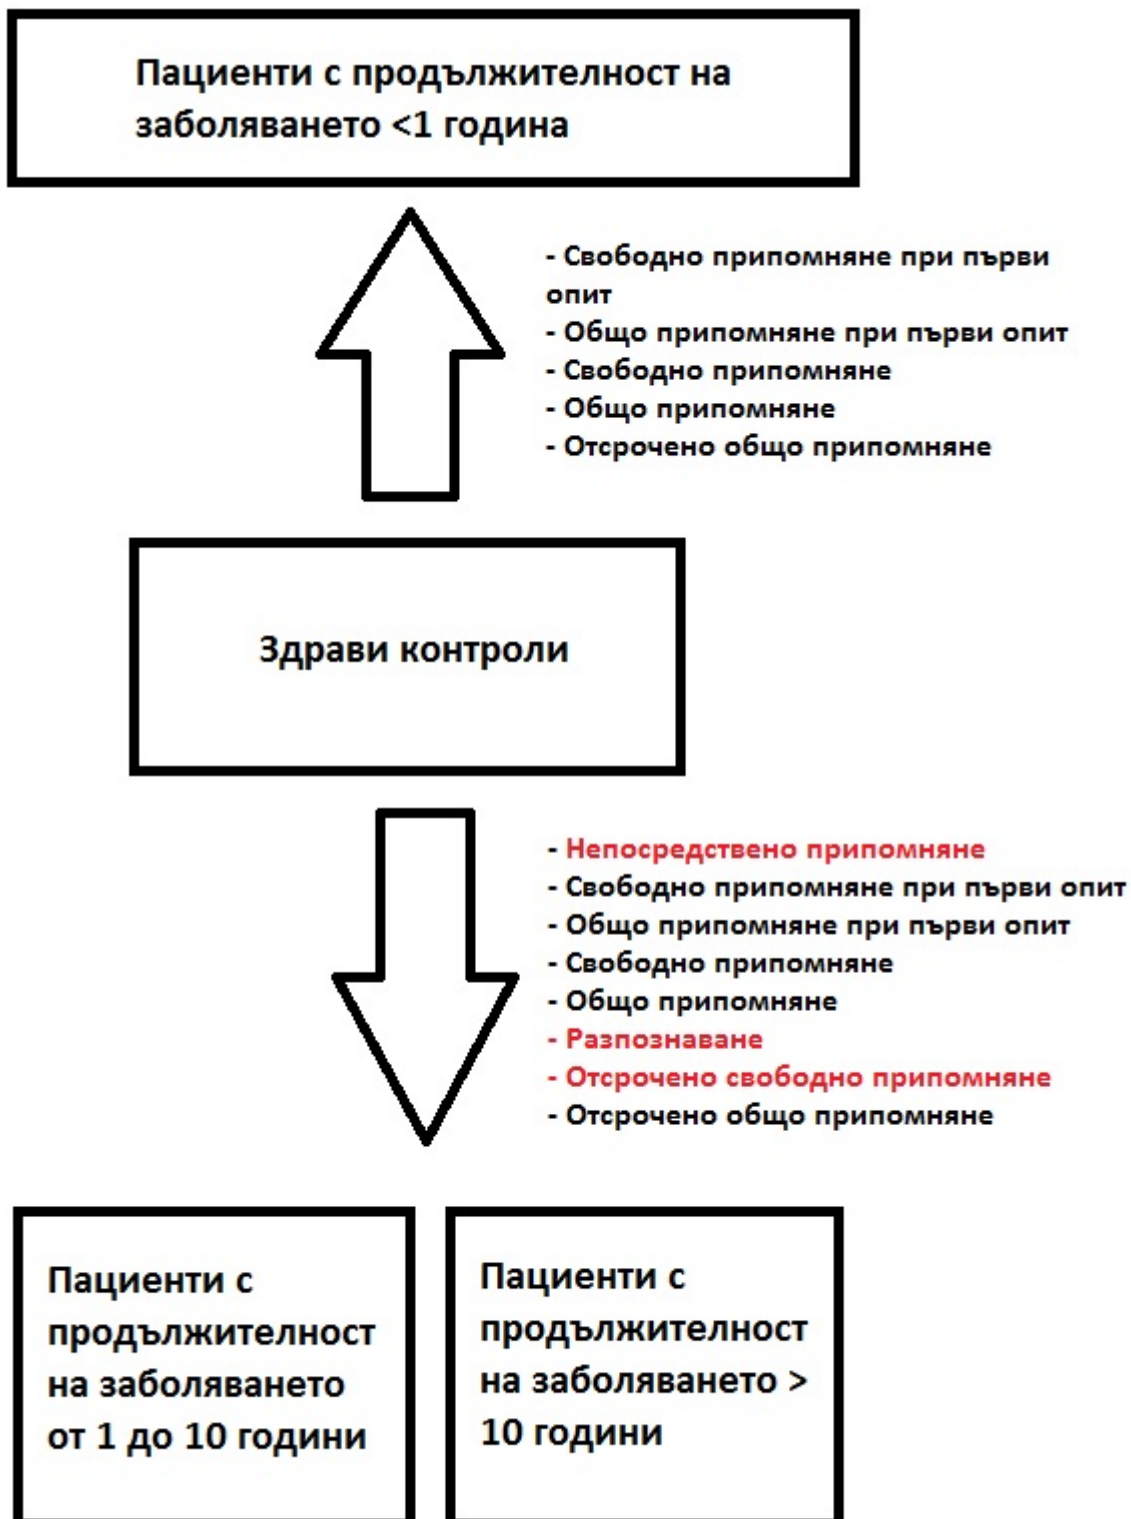 Пациенти с продължителност на
заболяването <1 година
- Свободно припомняне при първи
опит
- Общо припомняне при първи опит
- Свободно припомняне
- Общо припомняне
- Отсрочено общо припомняне
Здрави контроли
- Непосредствено припомняне
- Свободно припомняне при първи опит
- Общо припомняне при първи опит
- Свободно припомняне
- Общо припомняне
- Разпознаване
- Отсрочено свободно припомняне
- Отсрочено общо припомняне
Пациенти с
продължителност
на заболяването
от 1 до 10 години
Пациенти с
продължителност
на заболяването >
10 години